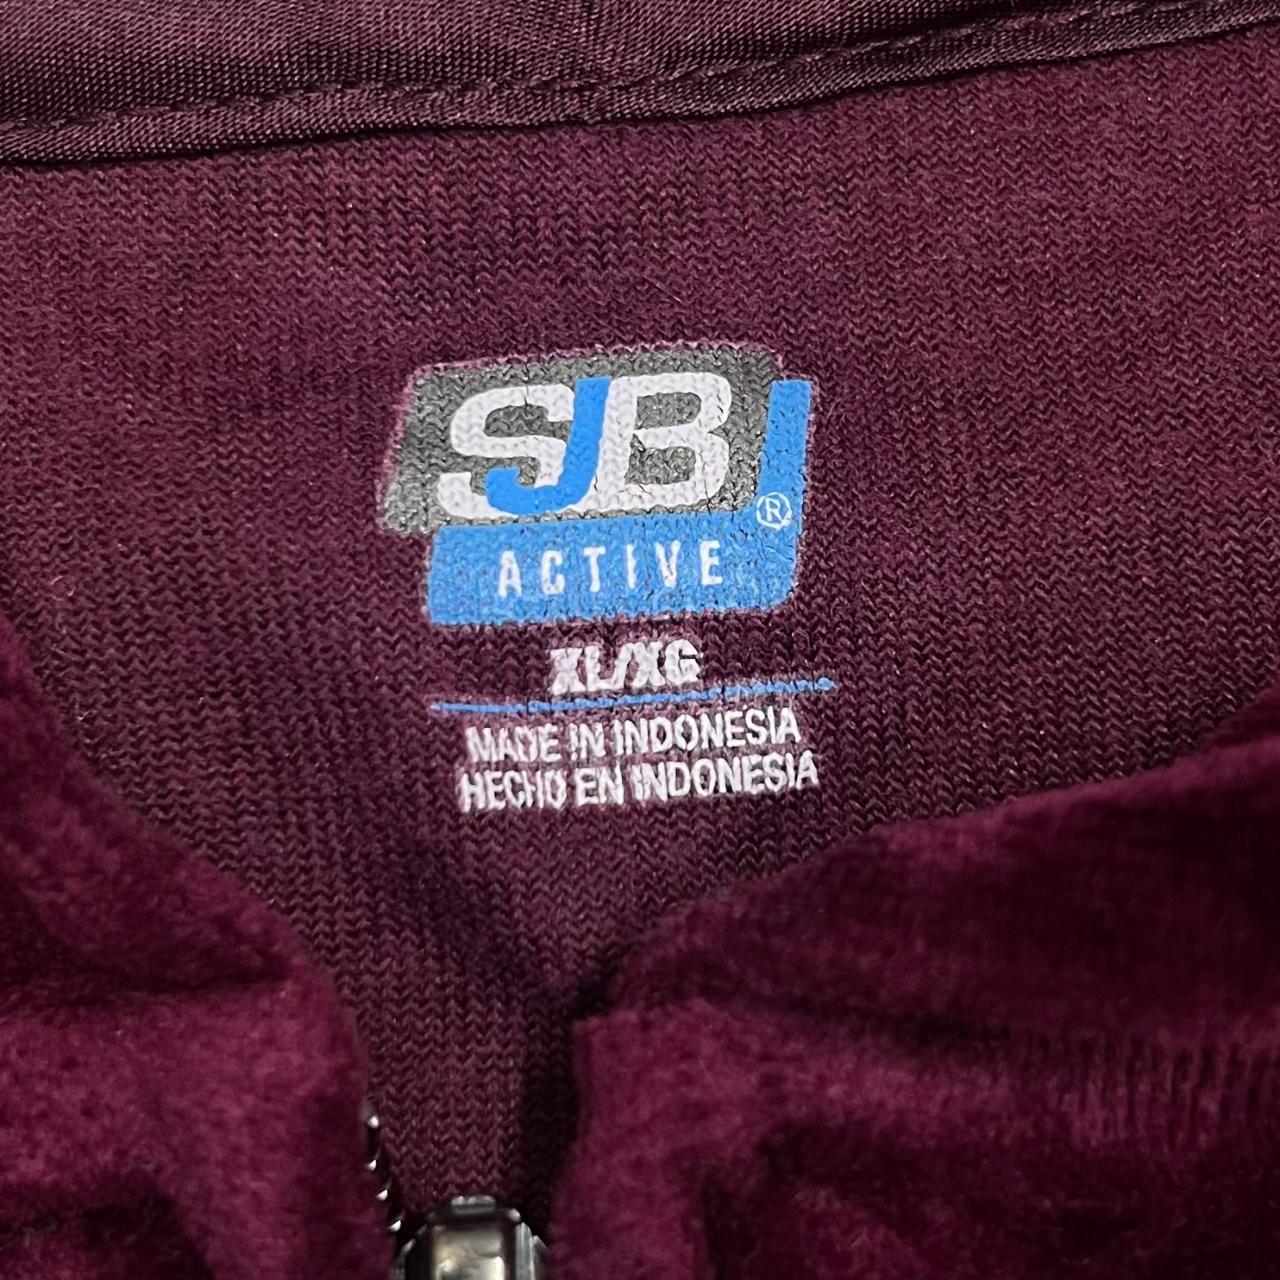 SJB
®
ACTIVE
XL/XG
MADE IN INDONESIA
HECHO EN INDONESIA